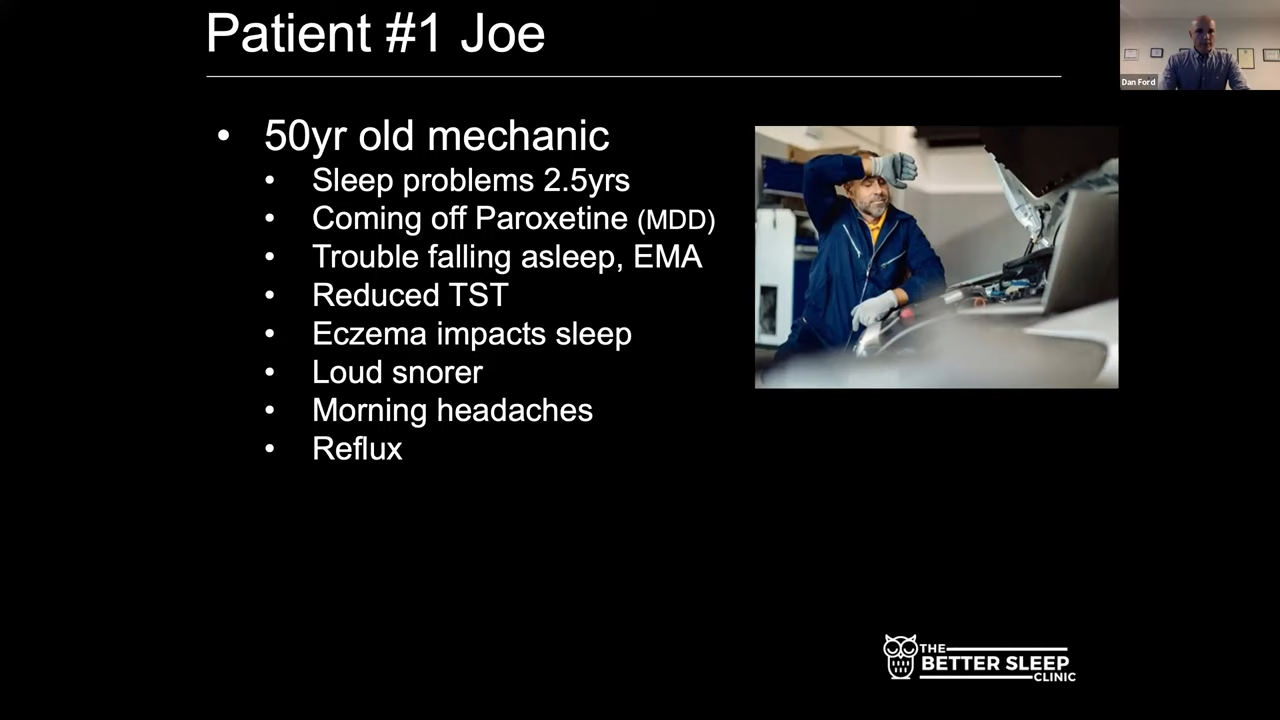 Patient #1 Joe
Dan Ford
• 50yr old mechanic
• Sleep problems 2.5yrs
• Coming off Paroxetine (MDD)
• Trouble falling asleep, EMA
• Reduced TST
• Eczema impacts sleep
• Loud snorer
• Morning headaches
• Reflux
THE
BETTER SLEEP
CLINIC